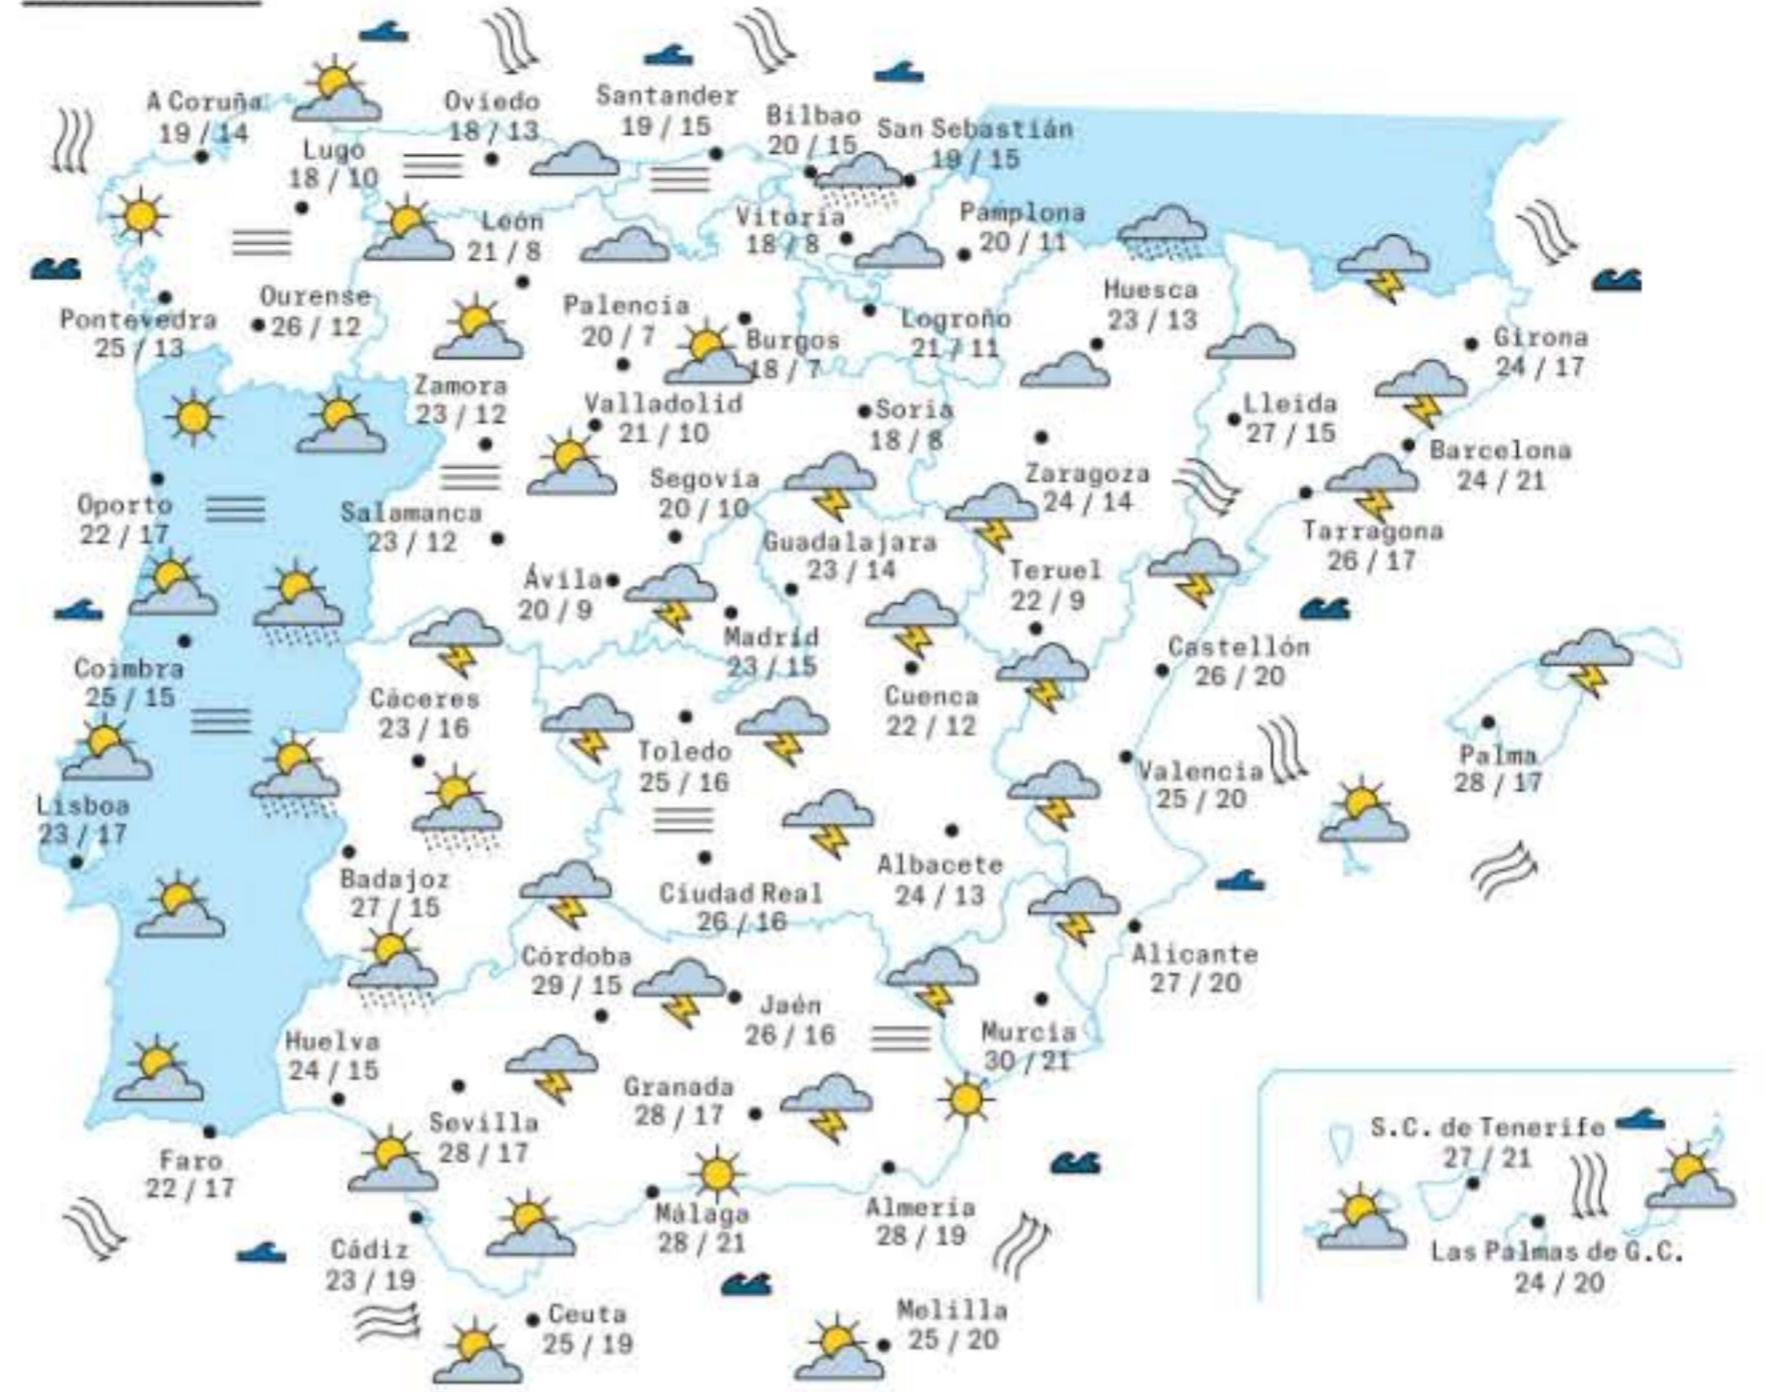 A Coruña
19 / 14
Lugo
18 / 10
Oviedo
18 / 13
Santander
19 / 15
Bilbao
20 / 15
San Sebastián
19 / 15
León
21 / 8
Vitoria
18 / 8
Pamplona
20 / 11
Pontevedra
25 / 13
Ourense
26 / 12
Palencia
20 / 7
Burgos
18 / 7
Logroño
21 / 11
Huesca
23 / 13
Girona
24 / 17
Zamora
23 / 12
Valladolid
21 / 10
Soria
18 / 8
Lleida
27 / 15
Barcelona
24 / 21
Oporto
22 / 17
Salamanca
23 / 12
Segovia
20 / 10
Zaragoza
24 / 14
Tarragona
26 / 17
Ávila
20 / 9
Guadalajara
23 / 14
Teruel
22 / 9
Coimbra
25 / 15
Madrid
23 / 15
Castellón
26 / 20
Cáceres
23 / 16
Cuenca
22 / 12
Toledo
25 / 16
Valencia
25 / 20
Palma
28 / 17
Lisboa
23 / 17
Badajoz
27 / 15
Ciudad Real
26 / 16
Albacete
24 / 13
Alicante
27 / 20
Córdoba
29 / 15
Jaén
26 / 16
Murcia
30 / 21
Huelva
24 / 15
Sevilla
28 / 17
Granada
28 / 17
Faro
22 / 17
Málaga
28 / 21
Almería
28 / 19
Cádiz
23 / 19
Ceuta
25 / 19
Melilla
25 / 20
S.C. de Tenerife
27 / 21
Las Palmas de G.C.
24 / 20